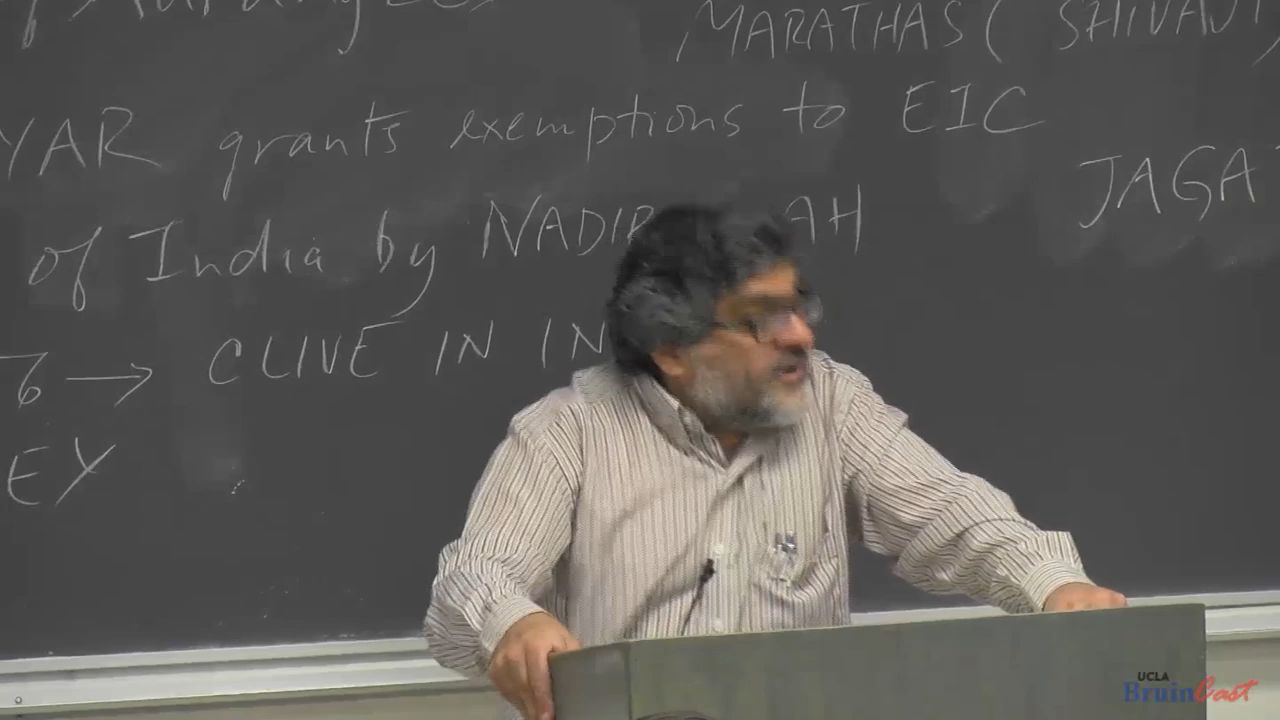 of
MARATHAS ( SHIVAJI
YAR grants exemptions to EIC
JAGA
of India by NADIR AH
6 → CLIVE IN IN
EY
UCLA
BruinCast